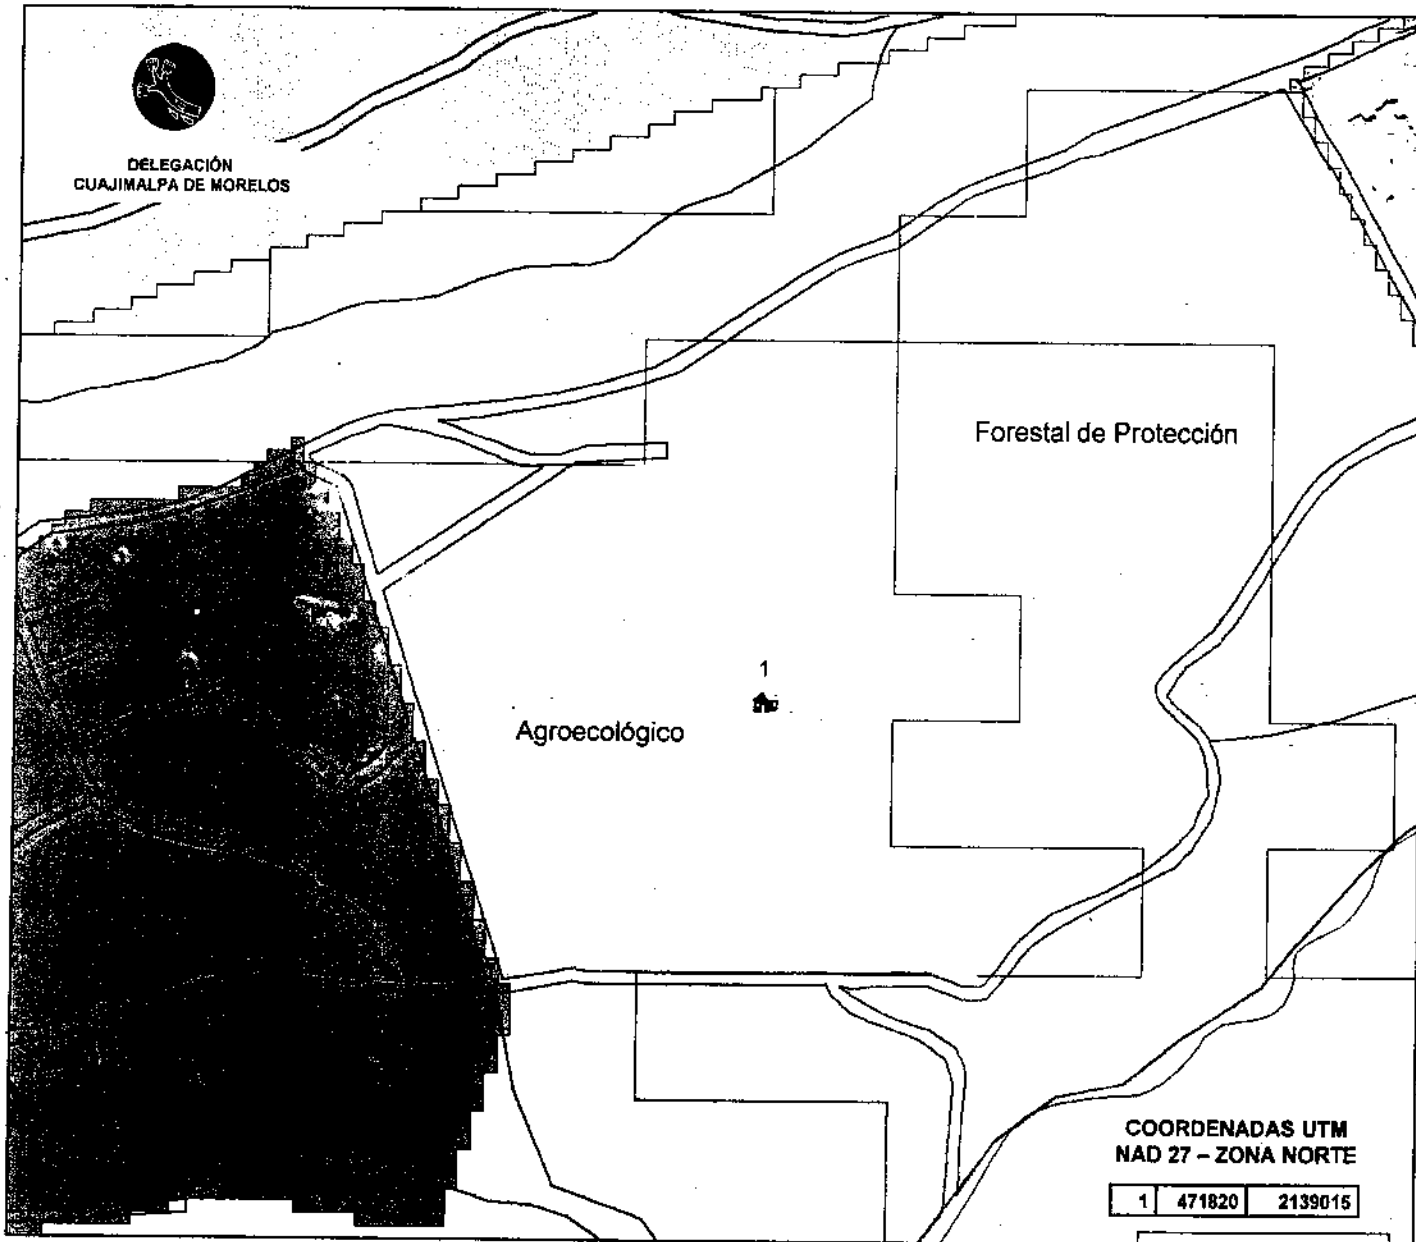 DELEGACIÓN
CUAJIMALPA DE MORELOS
Forestal de Protección
1
Agroecológico
COORDENADAS UTM
NAD 27 – ZONA NORTE
1 471820 2139015